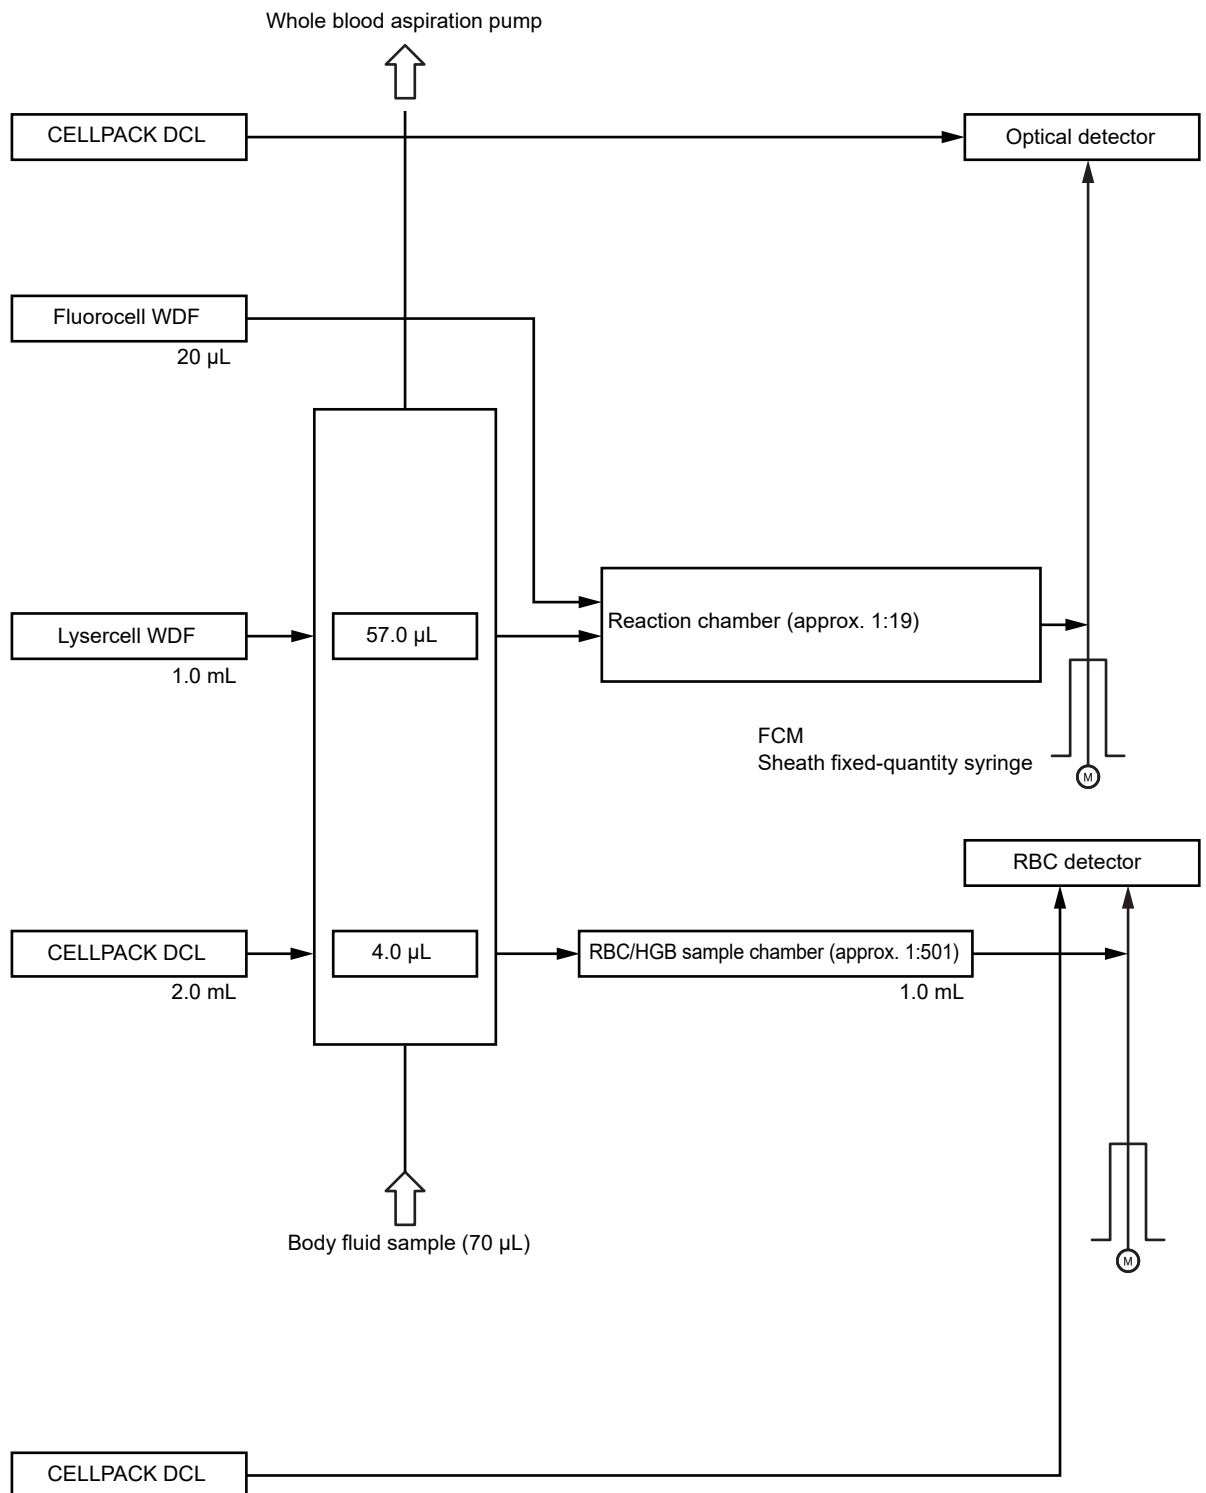 Whole blood aspiration pump
CELLPACK DCL
Optical detector
Fluorocell WDF
20 µL
Lysercell WDF
1.0 mL
57.0 µL
Reaction chamber (approx. 1:19)
FCM
Sheath fixed-quantity syringe
M
RBC detector
CELLPACK DCL
2.0 mL
4.0 µL
RBC/HGB sample chamber (approx. 1:501)
1.0 mL
M
Body fluid sample (70 µL)
CELLPACK DCL